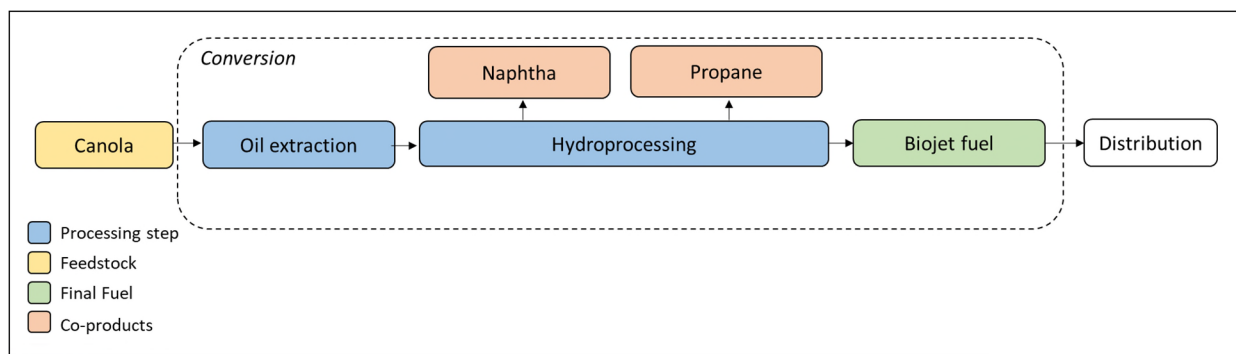 Conversion
Naphtha
Propane
Canola
Oil extraction
Hydroprocessing
Biojet fuel
Distribution
Processing step
Feedstock
Final Fuel
Co-products